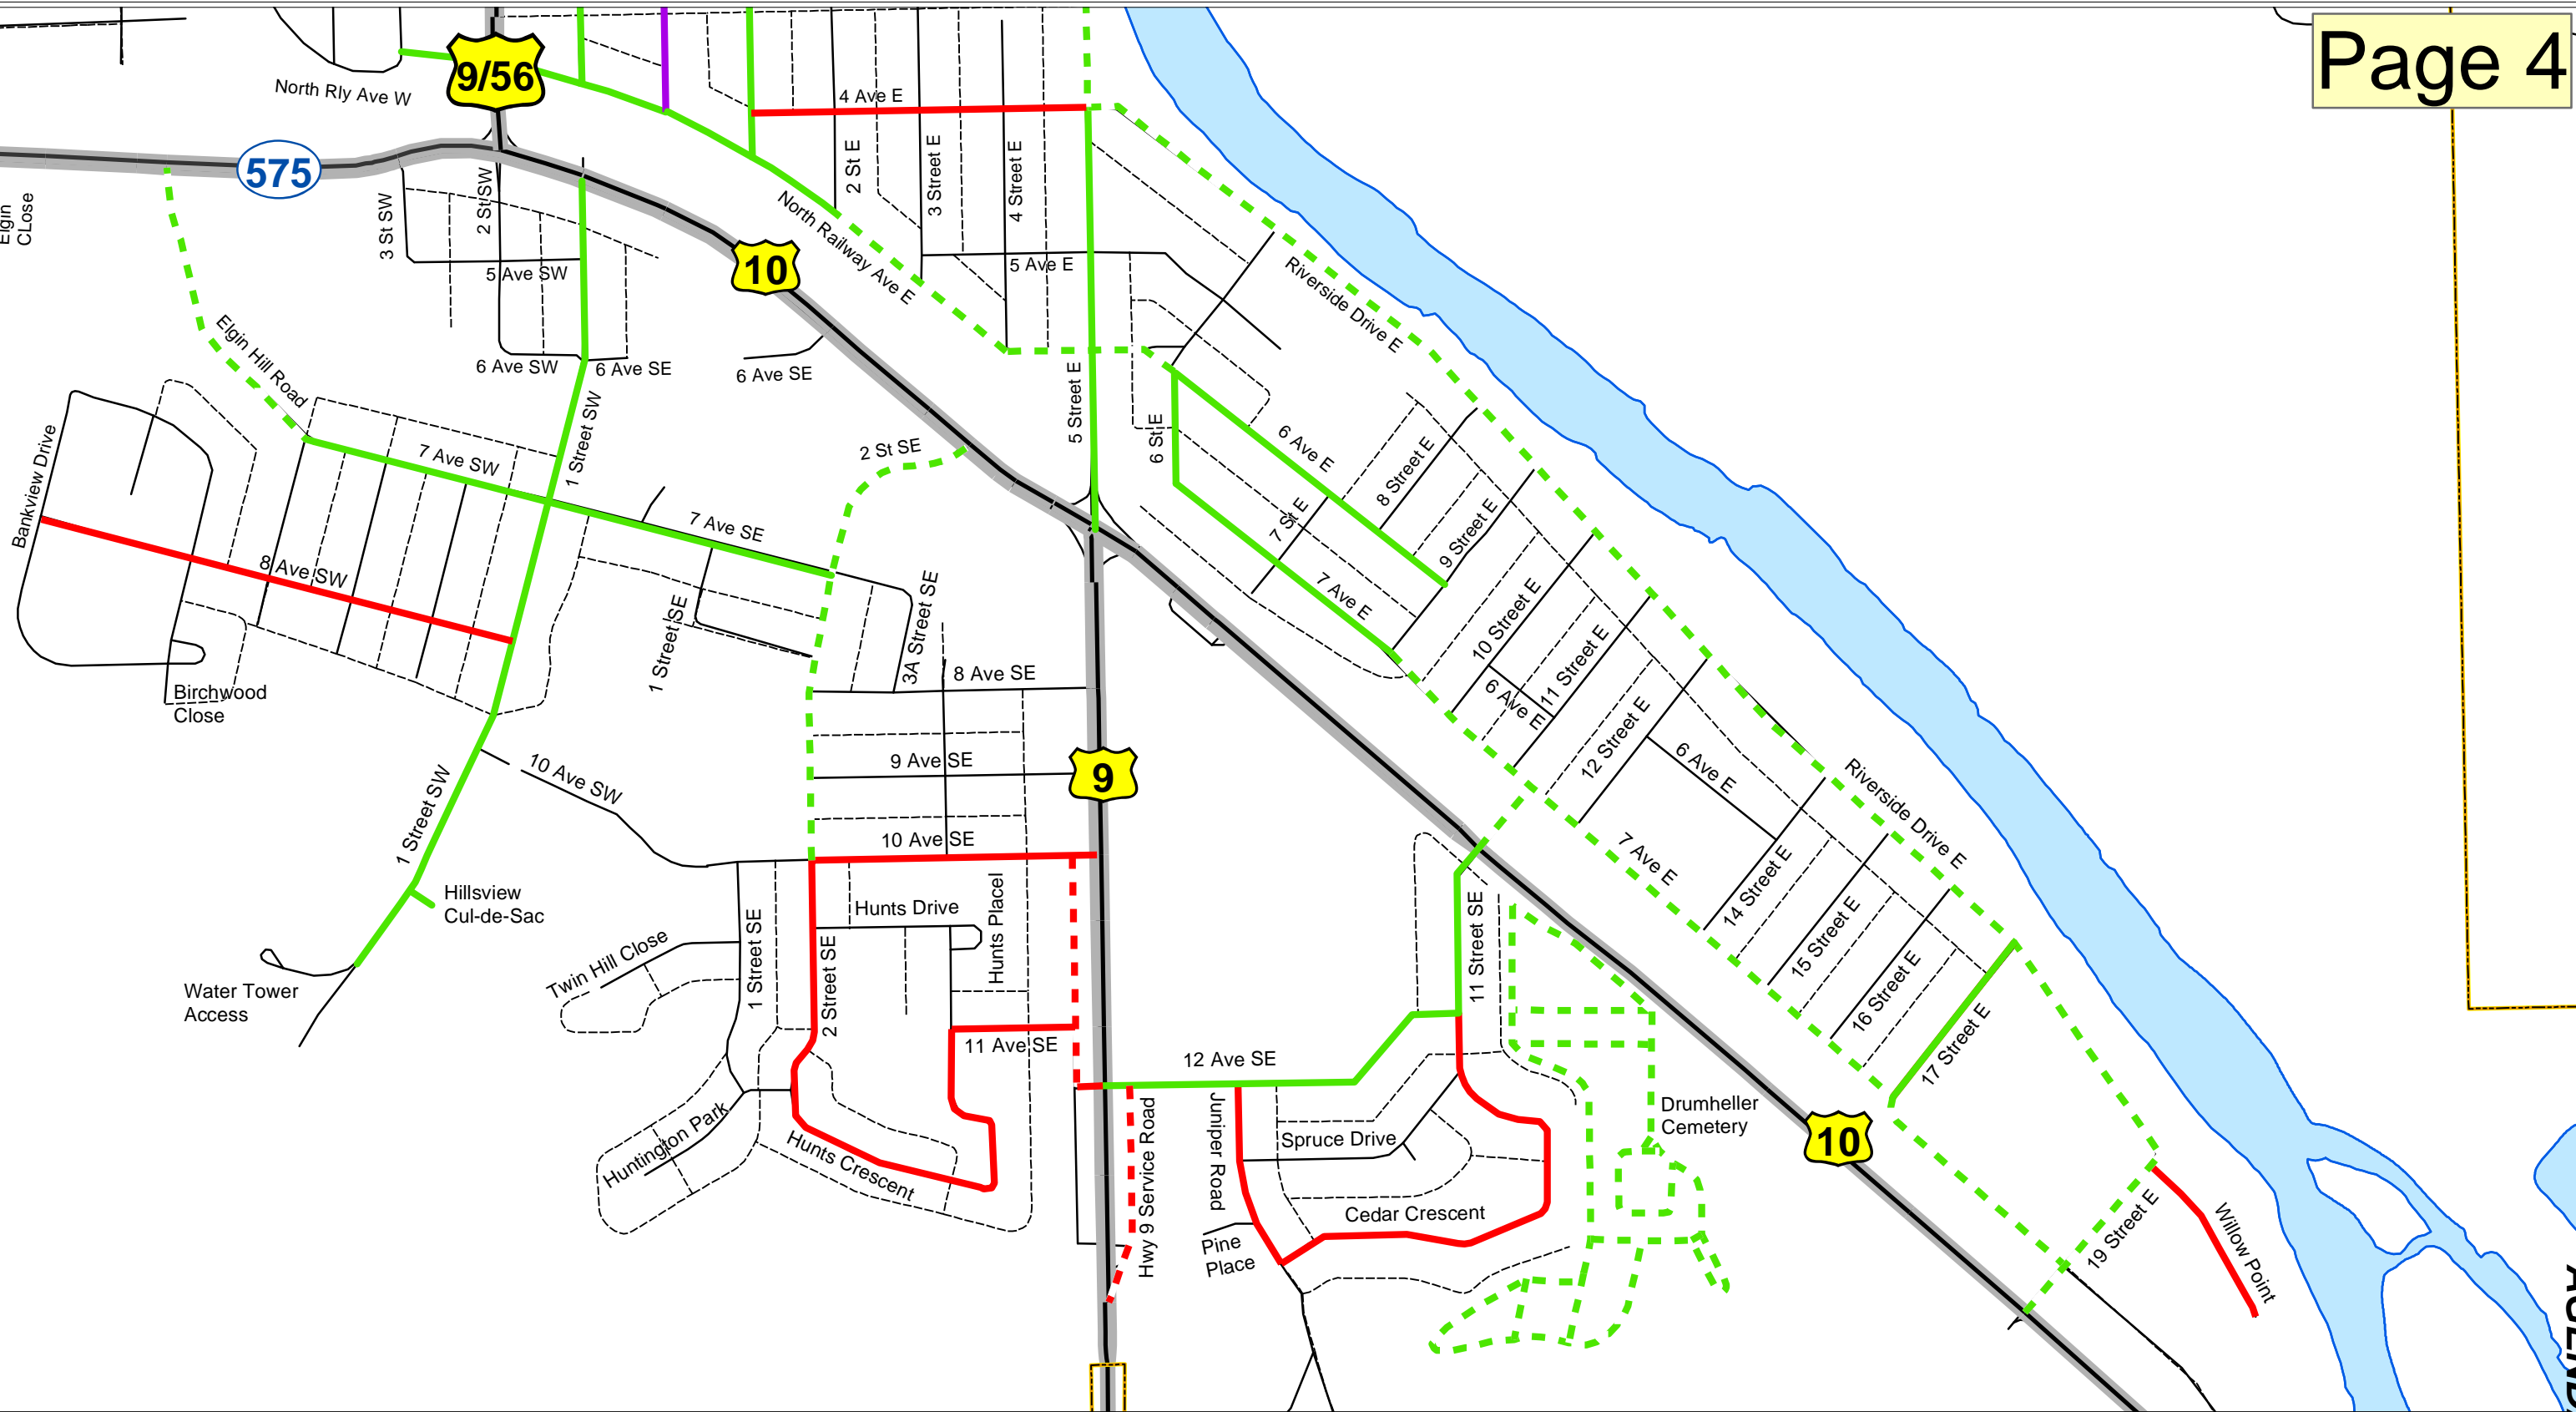 Page 4
North Rly Ave W
9/56
575
4 Ave E
2 St E
3 Street E
4 Street E
Elgin
CLose
3 St SW
2 St SW
5 Ave SW
10
North Railway Ave E
5 Ave E
Riverside Drive E
Elgin Hill Road
6 Ave SW
6 Ave SE
6 Ave SE
5 Street E
6 St E
6 Ave E
8 Street E
Bankview Drive
7 Ave SW
1 Street SW
2 St SE
7 Ave SE
7 St E
9 Street E
8 Ave SW
1 Street SE
3A Street SE
7 Ave E
10 Street E
11 Street E
6 Ave E
Birchwood
Close
8 Ave SE
12 Street E
6 Ave E
Riverside Drive E
9 Ave SE
9
10 Ave SW
1 Street SW
10 Ave SE
7 Ave E
14 Street E
15 Street E
16 Street E
17 Street E
Hillsview
Cul-de-Sac
Hunts Drive
Hunts Placel
11 Street SE
Twin Hill Close
1 Street SE
2 Street SE
Water Tower
Access
11 Ave SE
12 Ave SE
Huntington Park
Hunts Crescent
Hwy 9 Service Road
Juniper Road
Spruce Drive
Drumheller
Cemetery
10
Cedar Crescent
Pine
Place
19 Street E
Willow Point